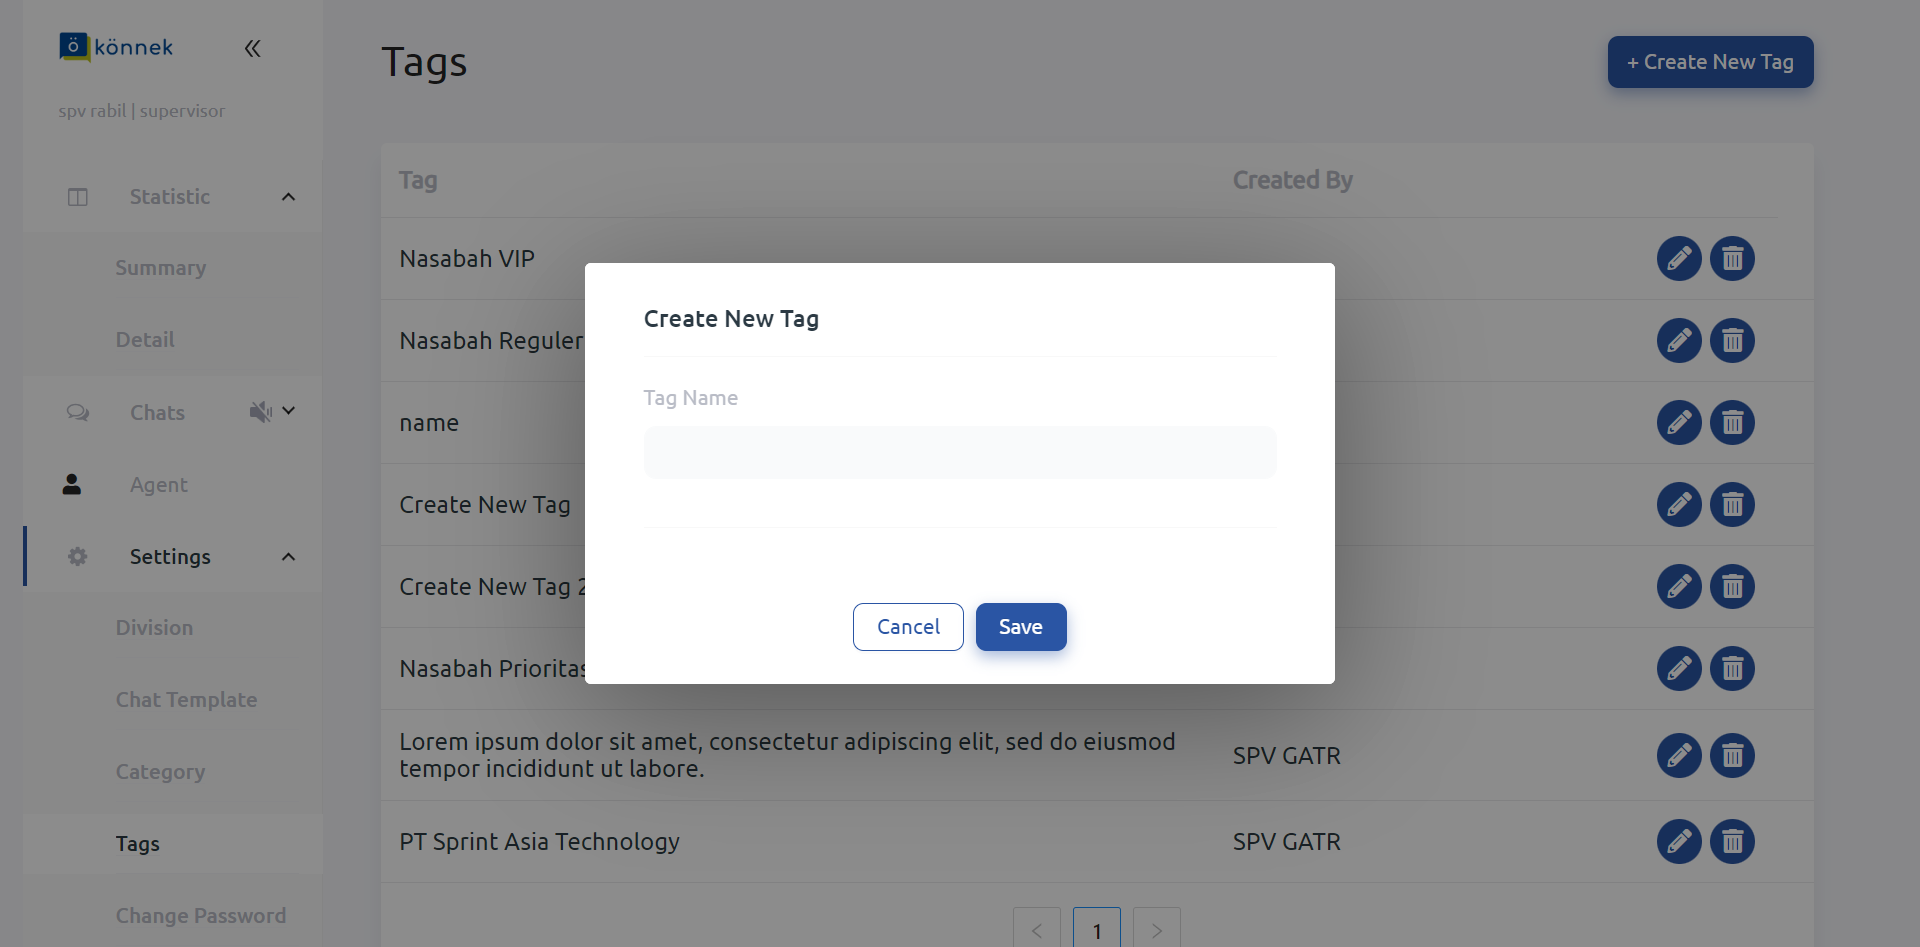 könnek
spv rabil | supervisor
Statistic
Summary
Detail
Chats
Agent
Settings
Division
Chat Template
Category
Tags
Change Password
Tags
+ Create New Tag
Tag
Created By
Nasabah VIP
Nasabah Reguler
name
Create New Tag
Create New Tag 2
Nasabah Prioritas
Lorem ipsum dolor sit amet, consectetur adipiscing elit, sed do eiusmod
tempor incididunt ut labore.
SPV GATR
PT Sprint Asia Technology
SPV GATR
< 1 >
Create New Tag
Tag Name
Cancel
Save